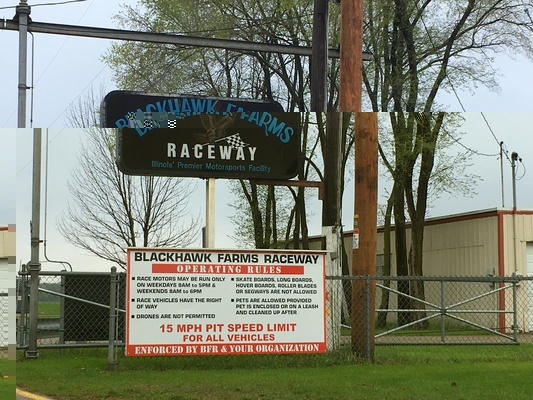 BLACKHAWK FARMS
RACEWAY
Illinois' Premier Motorsports Facility
BLACKHAWK FARMS RACEWAY
OPERATING RULES
■ RACE MOTORS MAY BE RUN ONLY
ON WEEKDAYS 8AM to 5PM &
WEEKENDS 8AM to 6PM
■ RACE VEHICLES HAVE THE RIGHT
OF WAY
■ DRONES ARE NOT PERMITTED
■ SKATE BOARDS, LONG BOARDS,
HOVER BOARDS, ROLLER BLADES
OR SEGWAYS ARE NOT ALLOWED
■ PETS ARE ALLOWED PROVIDED
PET IS ENCLOSED OR ON A LEASH
AND CLEANED UP AFTER
15 MPH PIT SPEED LIMIT
FOR ALL VEHICLES
ENFORCED BY BFR & YOUR ORGANIZATION